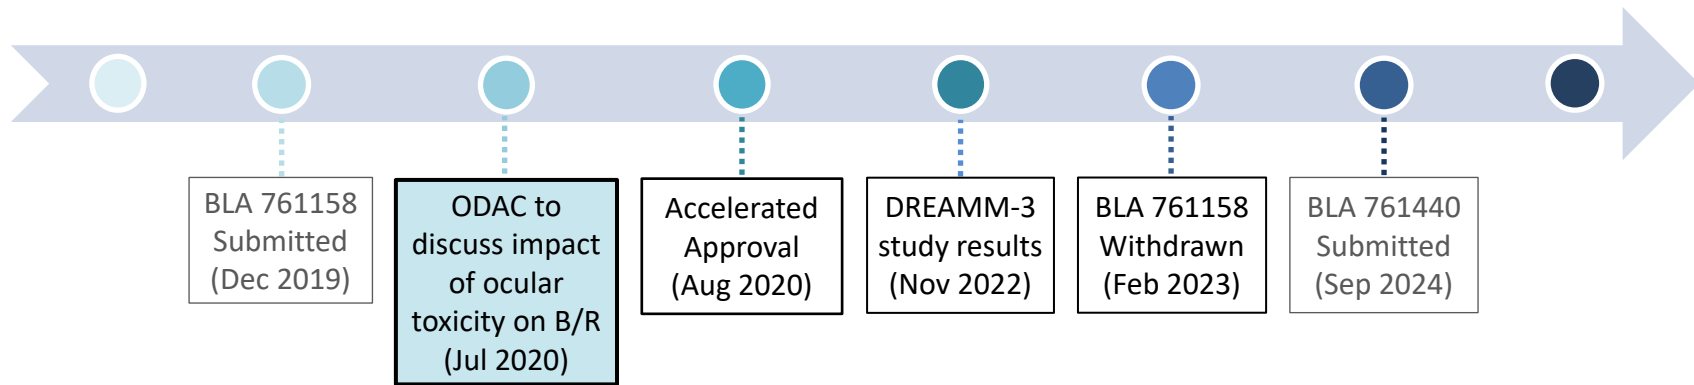 BLA 761158
Submitted
(Dec 2019)
ODAC to
discuss impact
of ocular
toxicity on B/R
(Jul 2020)
Accelerated
Approval
(Aug 2020)
DREAMM-3
study results
(Nov 2022)
BLA 761158
Withdrawn
(Feb 2023)
BLA 761440
Submitted
(Sep 2024)